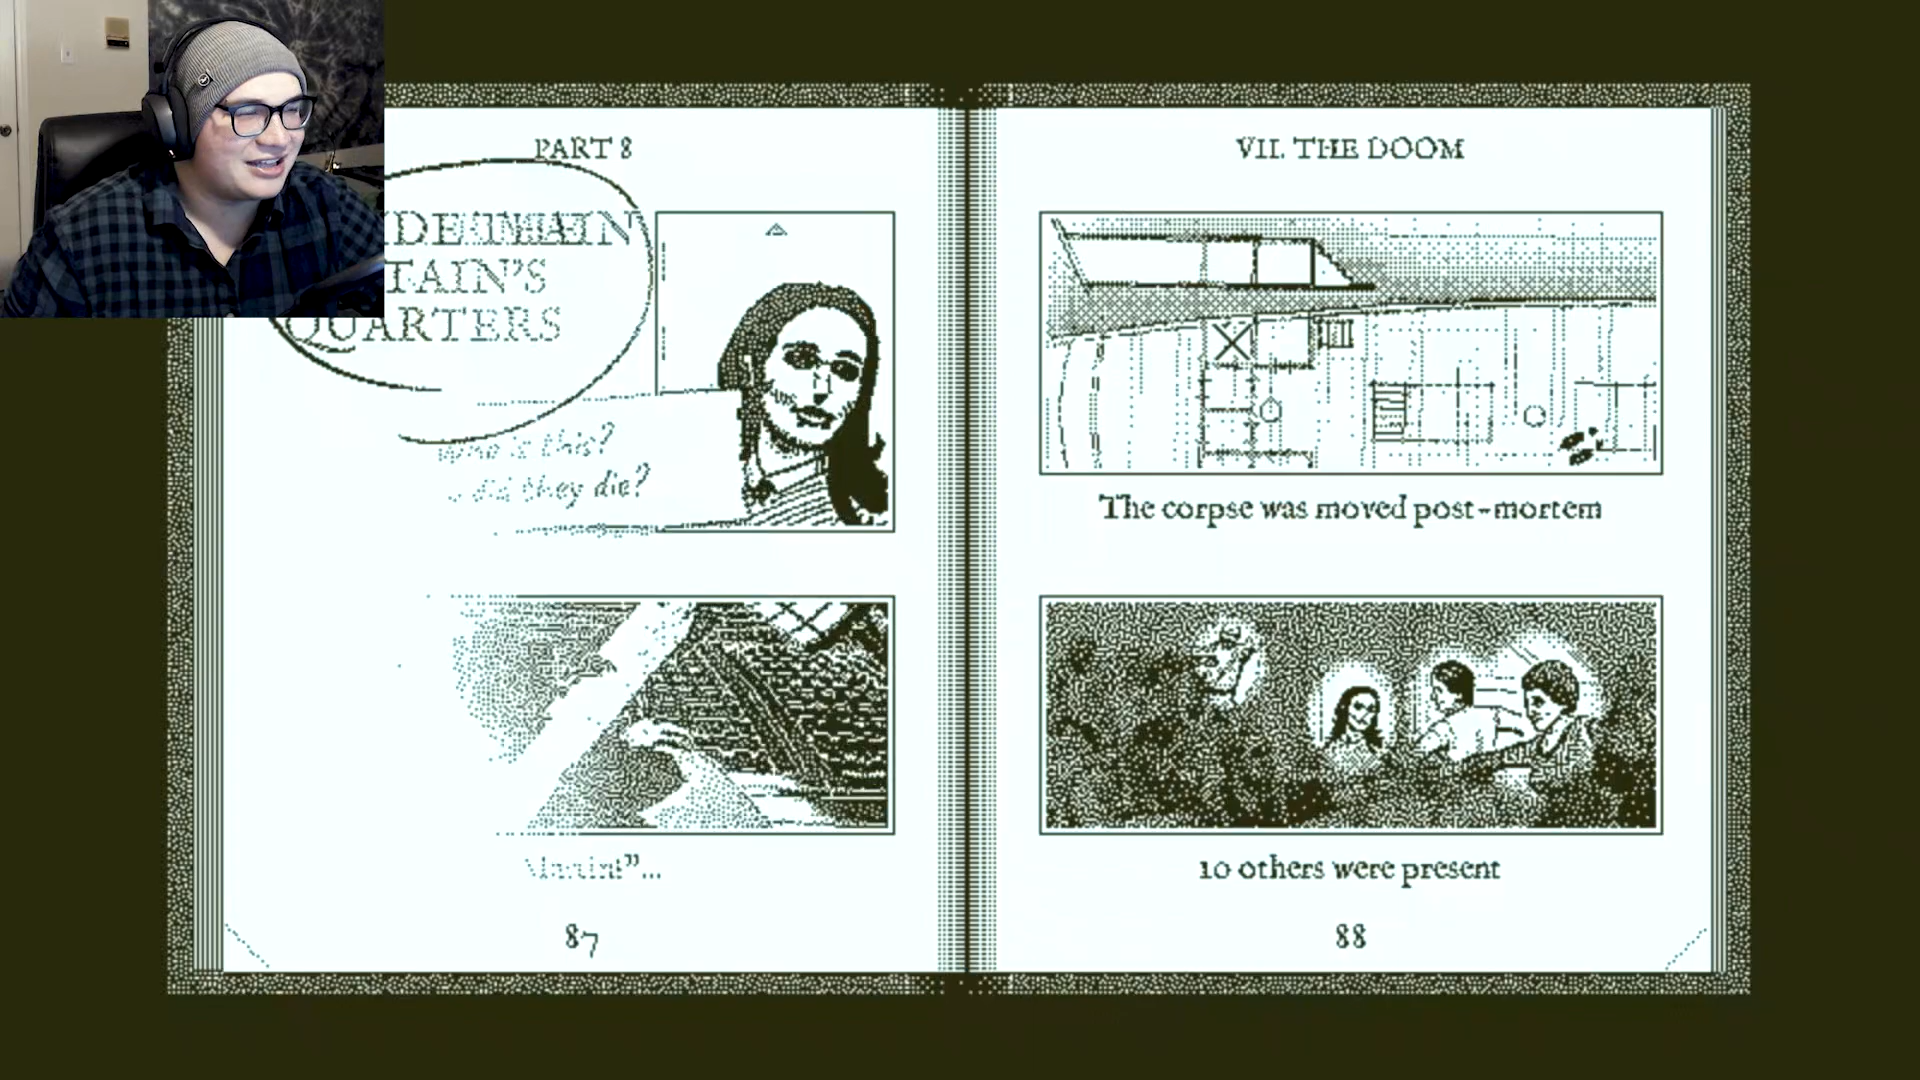 PART 8
TAIN'S
QUARTERS
is this?
did they die?
87
VII. THE DOOM
The corpse was moved post-mortem
10 others were present
88